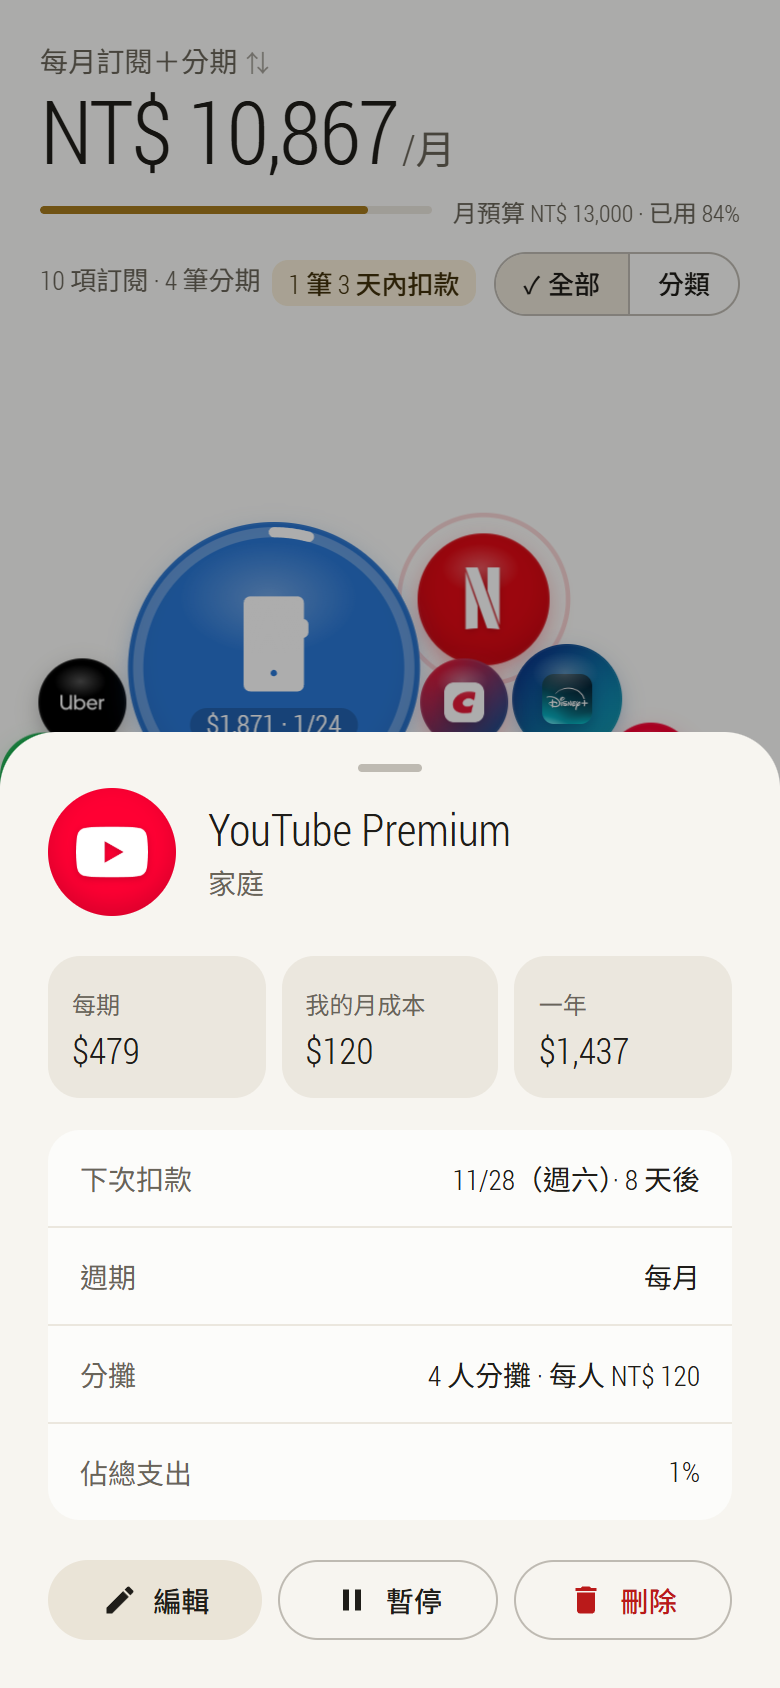 每月訂閱＋分期 ↑↓
NT$ 10,867/月
月預算 NT$ 13,000 · 已用 84%
10 項訂閱 · 4 筆分期
1 筆 3 天內扣款
✓ 全部
分類
N
Uber
C
Disney+
$1,871 · 1/24
YouTube Premium
家庭
每期
我的月成本
一年
$479
$120
$1,437
下次扣款
11/28（週六）· 8 天後
週期
每月
分攤
4 人分攤 · 每人 NT$ 120
佔總支出
1%
編輯
暫停
刪除